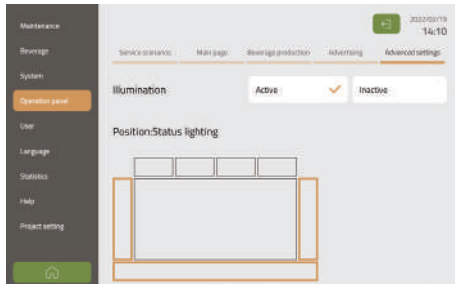 Maintenance
Beverage
System
Operation panel
User
Language
Statistics
Help
Project setting
2022/02/19
14:10
Service scenarios Main page Beverage production Advertising Advanced settings
Illumination Active Inactive
Position:Status lighting